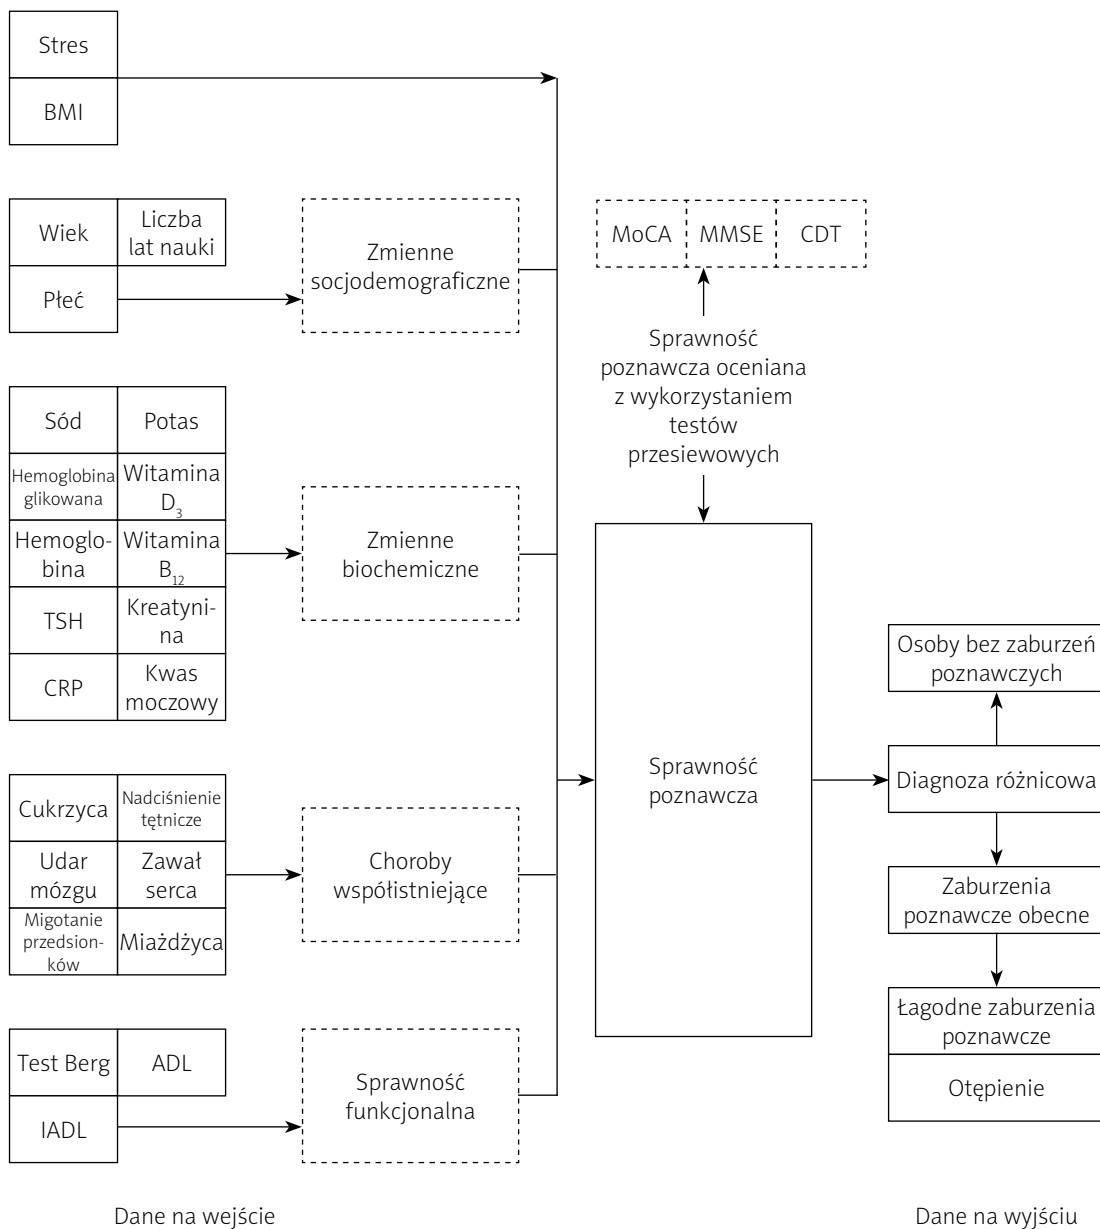 Stres
BMI
Wiek
Liczba
lat nauki
Płeć
Zmienne
socjodemograficzne
MoCA
MMSE
CDT
Sprawność
poznawcza oceniana
z wykorzystaniem
testów
przesiewowych
Sód
Potas
Hemoglobina
glikowana
Witamina
D₃
Hemoglo-
bina
Witamina
B₁₂
TSH
Kreatyni-
na
CRP
Kwas
moczowy
Zmienne
biochemiczne
Cukrzyca
Nadciśnienie
tętnicze
Udar
mózgu
Zawał
serca
Migotanie
przedsion-
ków
Miażdżyca
Choroby
współistniejące
Test Berg
ADL
IADL
Sprawność
funkcjonalna
Sprawność
poznawcza
Osoby bez zaburzeń
poznawczych
Diagnoza różnicowa
Zaburzenia
poznawcze obecne
Łagodne zaburzenia
poznawcze
Otępienie
Dane na wejście
Dane na wyjściu